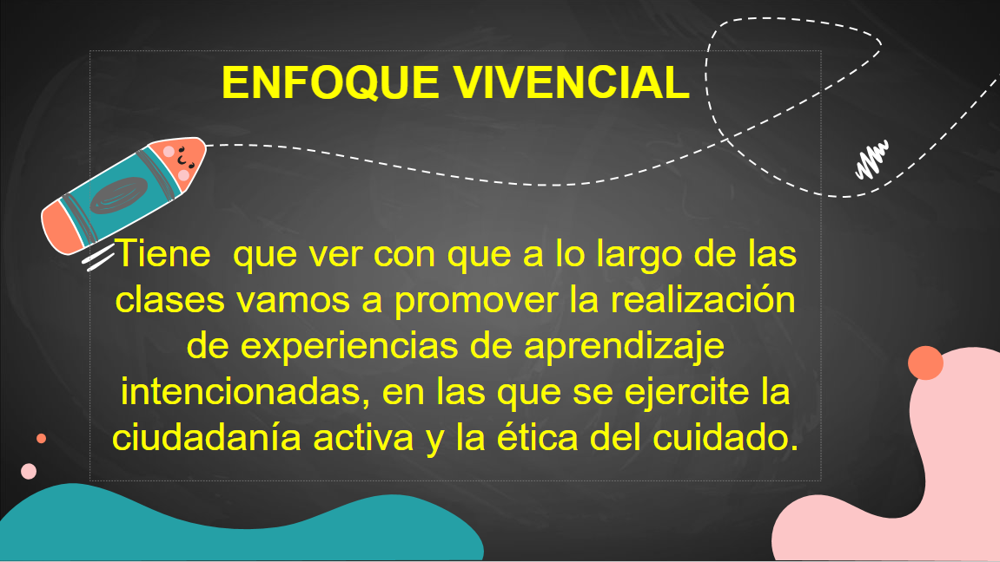 ENFOQUE VIVENCIAL
Tiene  que ver con que a lo largo de las
clases vamos a promover la realización
de experiencias de aprendizaje
intencionadas, en las que se ejercite la
ciudadanía activa y la ética del cuidado.